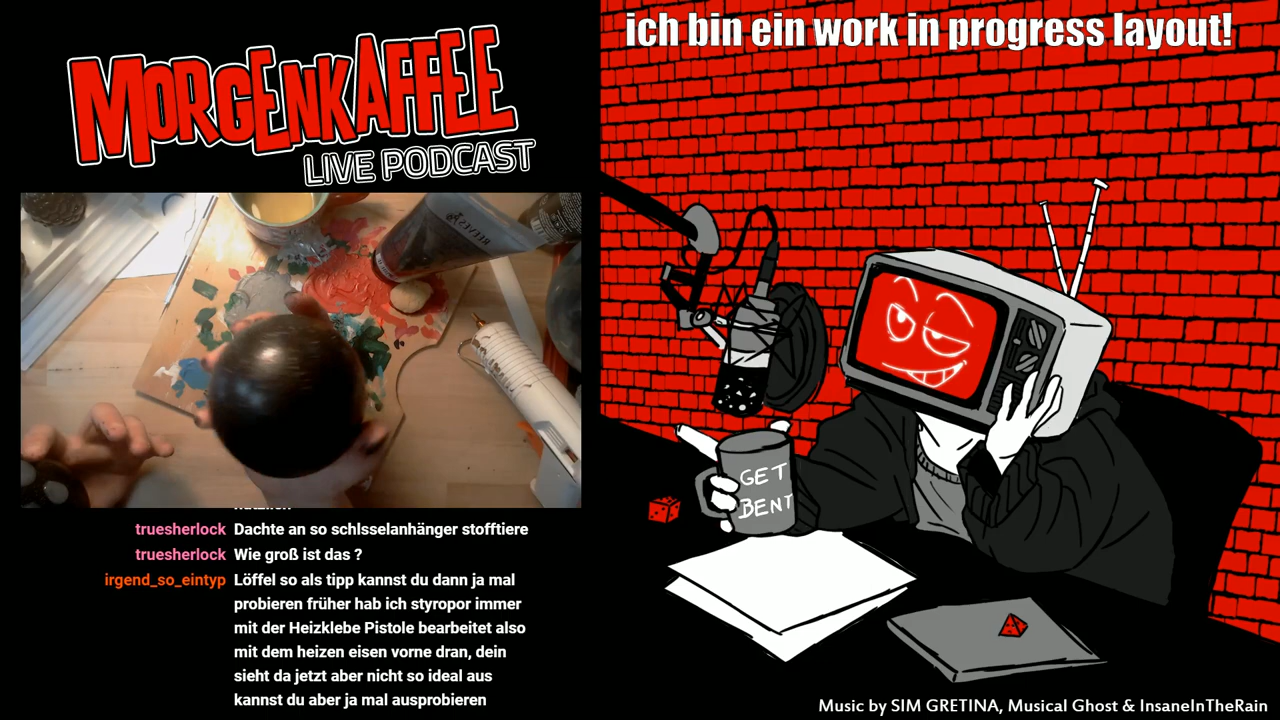 MORGENKAFFEE
LIVE PODCAST
ich bin ein work in progress layout!
REEVES
GET
BENT
truesherlock Dachte an so schlsselanhänger stofftiere
truesherlock Wie groß ist das ?
irgend_so_eintyp Löffel so als tipp kannst du dann ja mal
probieren früher hab ich styropor immer
mit der Heizklebe Pistole bearbeitet also
mit dem heizen eisen vorne dran, dein
sieht da jetzt aber nicht so ideal aus
kannst du aber ja mal ausprobieren
Music by SIM GRETINA, Musical Ghost & InsaneInTheRain